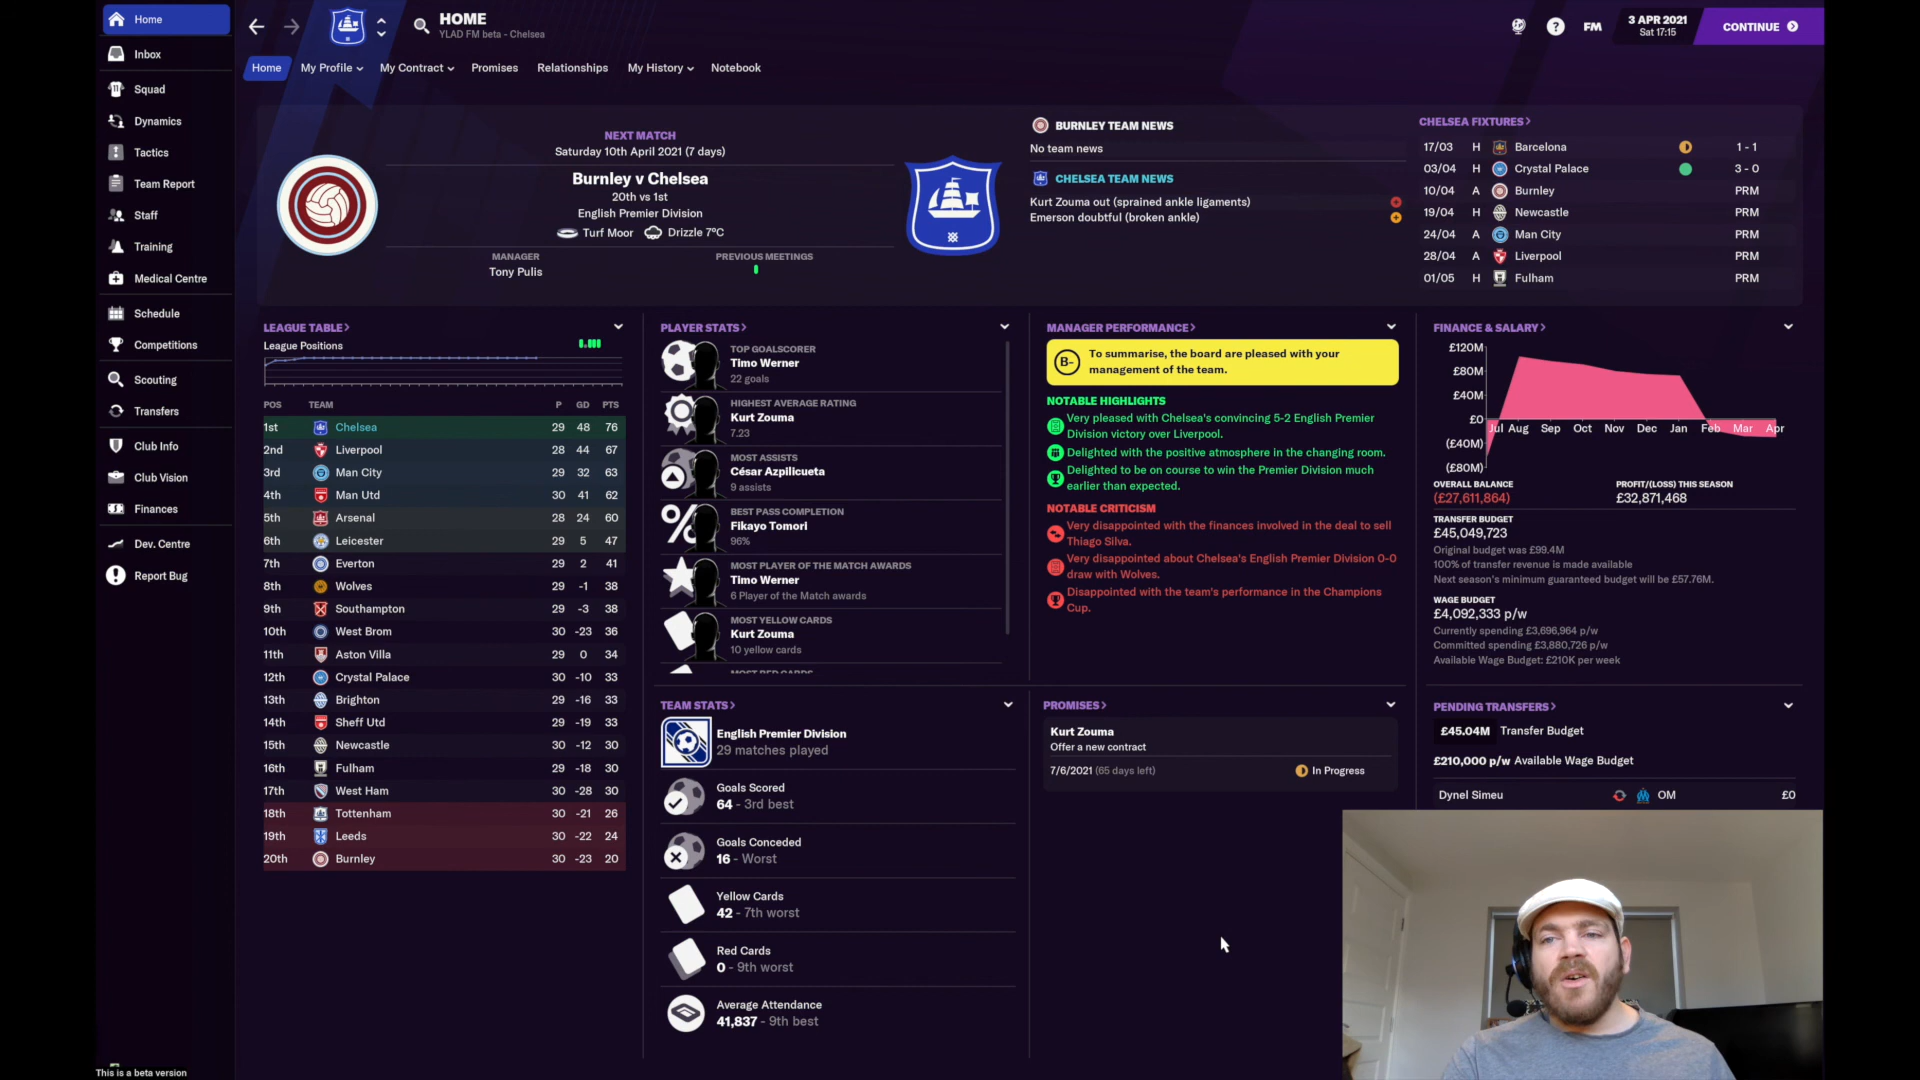 Home
Inbox
Squad
Dynamics
Tactics
Team Report
Staff
Training
Medical Centre
Schedule
Competitions
Scouting
Transfers
Club Info
Club Vision
Finances
Dev. Centre
Report Bug
This is a beta version
HOME
YLAD FM beta - Chelsea
FM
3 APR 2021
Sat 17:15
CONTINUE
Home
My Profile
My Contract
Promises
Relationships
My History
Notebook
NEXT MATCH
Saturday 10th April 2021 (7 days)
Burnley v Chelsea
20th vs 1st
English Premier Division
Turf Moor Drizzle 7ºC
MANAGER
Tony Pulis
PREVIOUS MEETINGS
BURNLEY TEAM NEWS
No team news
CHELSEA TEAM NEWS
Kurt Zouma out (sprained ankle ligaments)
Emerson doubtful (broken ankle)
CHELSEA FIXTURES>
17/03 H Barcelona 1 - 1
03/04 H Crystal Palace 3 - 0
10/04 A Burnley PRM
19/04 H Newcastle PRM
24/04 A Man City PRM
28/04 A Liverpool PRM
01/05 H Fulham PRM
LEAGUE TABLE>
League Positions
POS TEAM P GD PTS
1st Chelsea 29 48 76
2nd Liverpool 28 44 67
3rd Man City 29 32 63
4th Man Utd 30 41 62
5th Arsenal 28 24 60
6th Leicester 29 5 47
7th Everton 29 2 41
8th Wolves 29 -1 38
9th Southampton 29 -3 38
10th West Brom 30 -23 36
11th Aston Villa 29 0 34
12th Crystal Palace 30 -10 33
13th Brighton 29 -16 33
14th Sheff Utd 29 -19 33
15th Newcastle 30 -12 30
16th Fulham 29 -18 30
17th West Ham 30 -28 30
18th Tottenham 30 -21 26
19th Leeds 30 -22 24
20th Burnley 30 -23 20
PLAYER STATS>
TOP GOALSCORER
Timo Werner
22 goals
HIGHEST AVERAGE RATING
Kurt Zouma
7.23
MOST ASSISTS
César Azpilicueta
9 assists
BEST PASS COMPLETION
Fikayo Tomori
96%
MOST PLAYER OF THE MATCH AWARDS
Timo Werner
6 Player of the Match awards
MOST YELLOW CARDS
Kurt Zouma
10 yellow cards
MOST RED CARDS
TEAM STATS>
English Premier Division
29 matches played
Goals Scored
64 - 3rd best
Goals Conceded
16 - Worst
Yellow Cards
42 - 7th worst
Red Cards
0 - 9th worst
Average Attendance
41,837 - 9th best
MANAGER PERFORMANCE>
B-
To summarise, the board are pleased with your
management of the team.
NOTABLE HIGHLIGHTS
Very pleased with Chelsea's convincing 5-2 English Premier
Division victory over Liverpool.
Delighted with the positive atmosphere in the changing room.
Delighted to be on course to win the Premier Division much
earlier than expected.
NOTABLE CRITICISM
Very disappointed with the finances involved in the deal to sell
Thiago Silva.
Very disappointed about Chelsea's English Premier Division 0-0
draw with Wolves.
Disappointed with the team's performance in the Champions
Cup.
PROMISES>
Kurt Zouma
Offer a new contract
7/6/2021 (65 days left) In Progress
FINANCE & SALARY>
£120M
£80M
£40M
£0
(£40M)
(£80M)
Jul Aug Sep Oct Nov Dec Jan Feb Mar Apr
OVERALL BALANCE
(£27,611,864)
PROFIT/(LOSS) THIS SEASON
£32,871,468
TRANSFER BUDGET
£45,049,723
Original budget was £99.4M
100% of transfer revenue is made available
Next season's minimum guaranteed budget will be £57.76M.
WAGE BUDGET
£4,092,333 p/w
Currently spending £3,696,964 p/w
Committed spending £3,880,726 p/w
Available Wage Budget: £210K per week
PENDING TRANSFERS>
£45.04M Transfer Budget
£210,000 p/w Available Wage Budget
Dynel Simeu OM £0